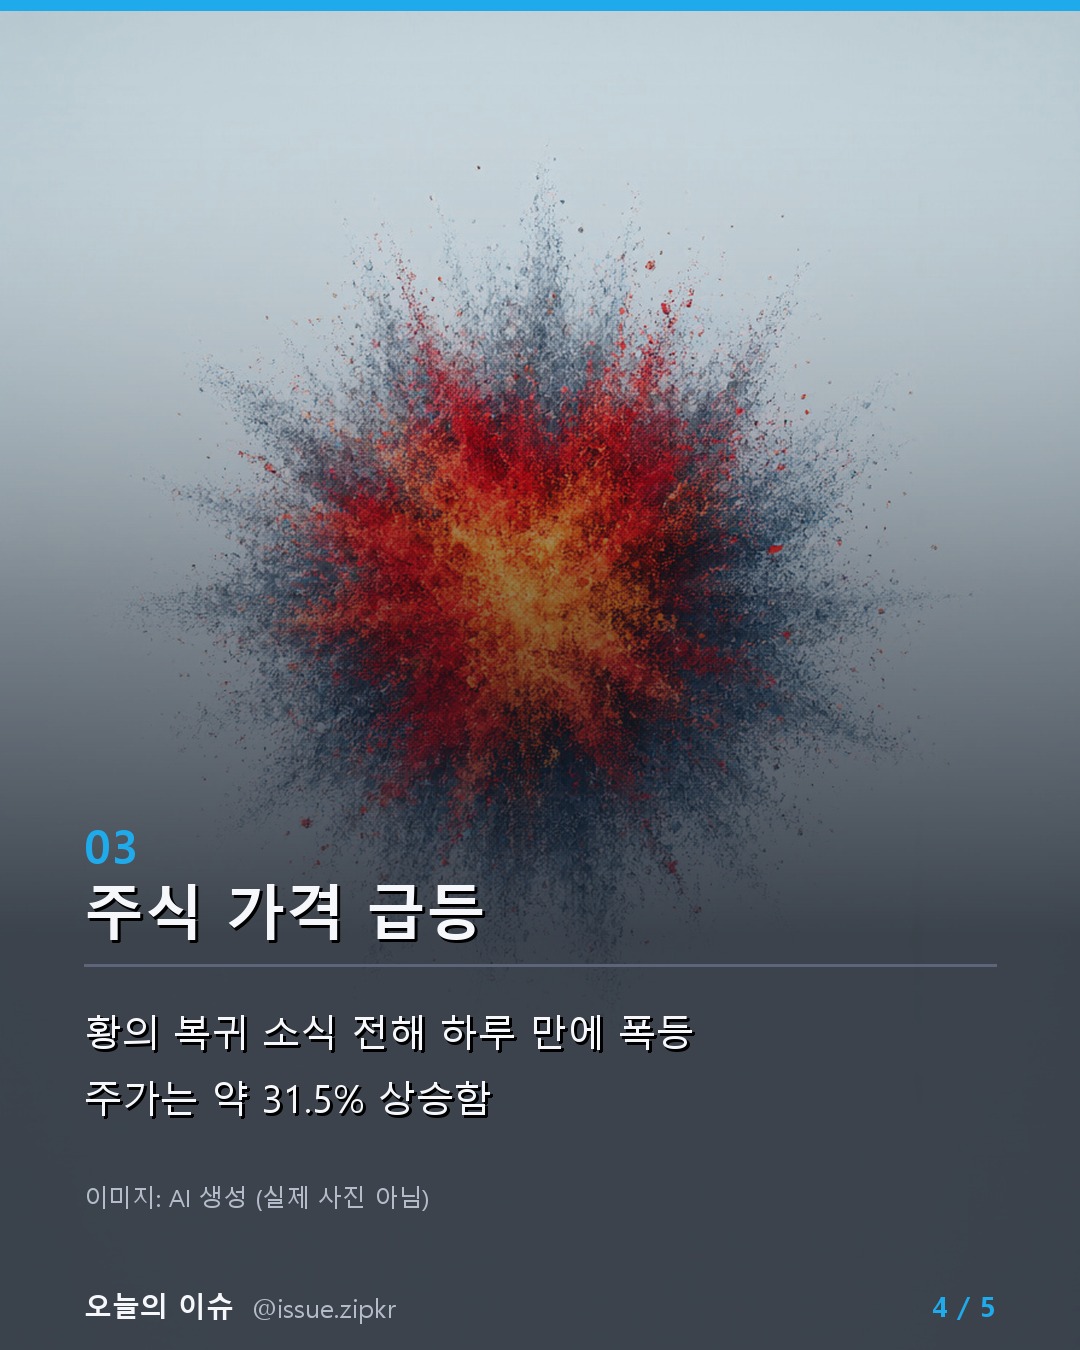 03
주식 가격 급등
황의 복귀 소식 전해 하루 만에 폭등
주가는 약 31.5% 상승함
이미지: AI 생성 (실제 사진 아님)
오늘의 이슈 @issue.zipkr
4 / 5